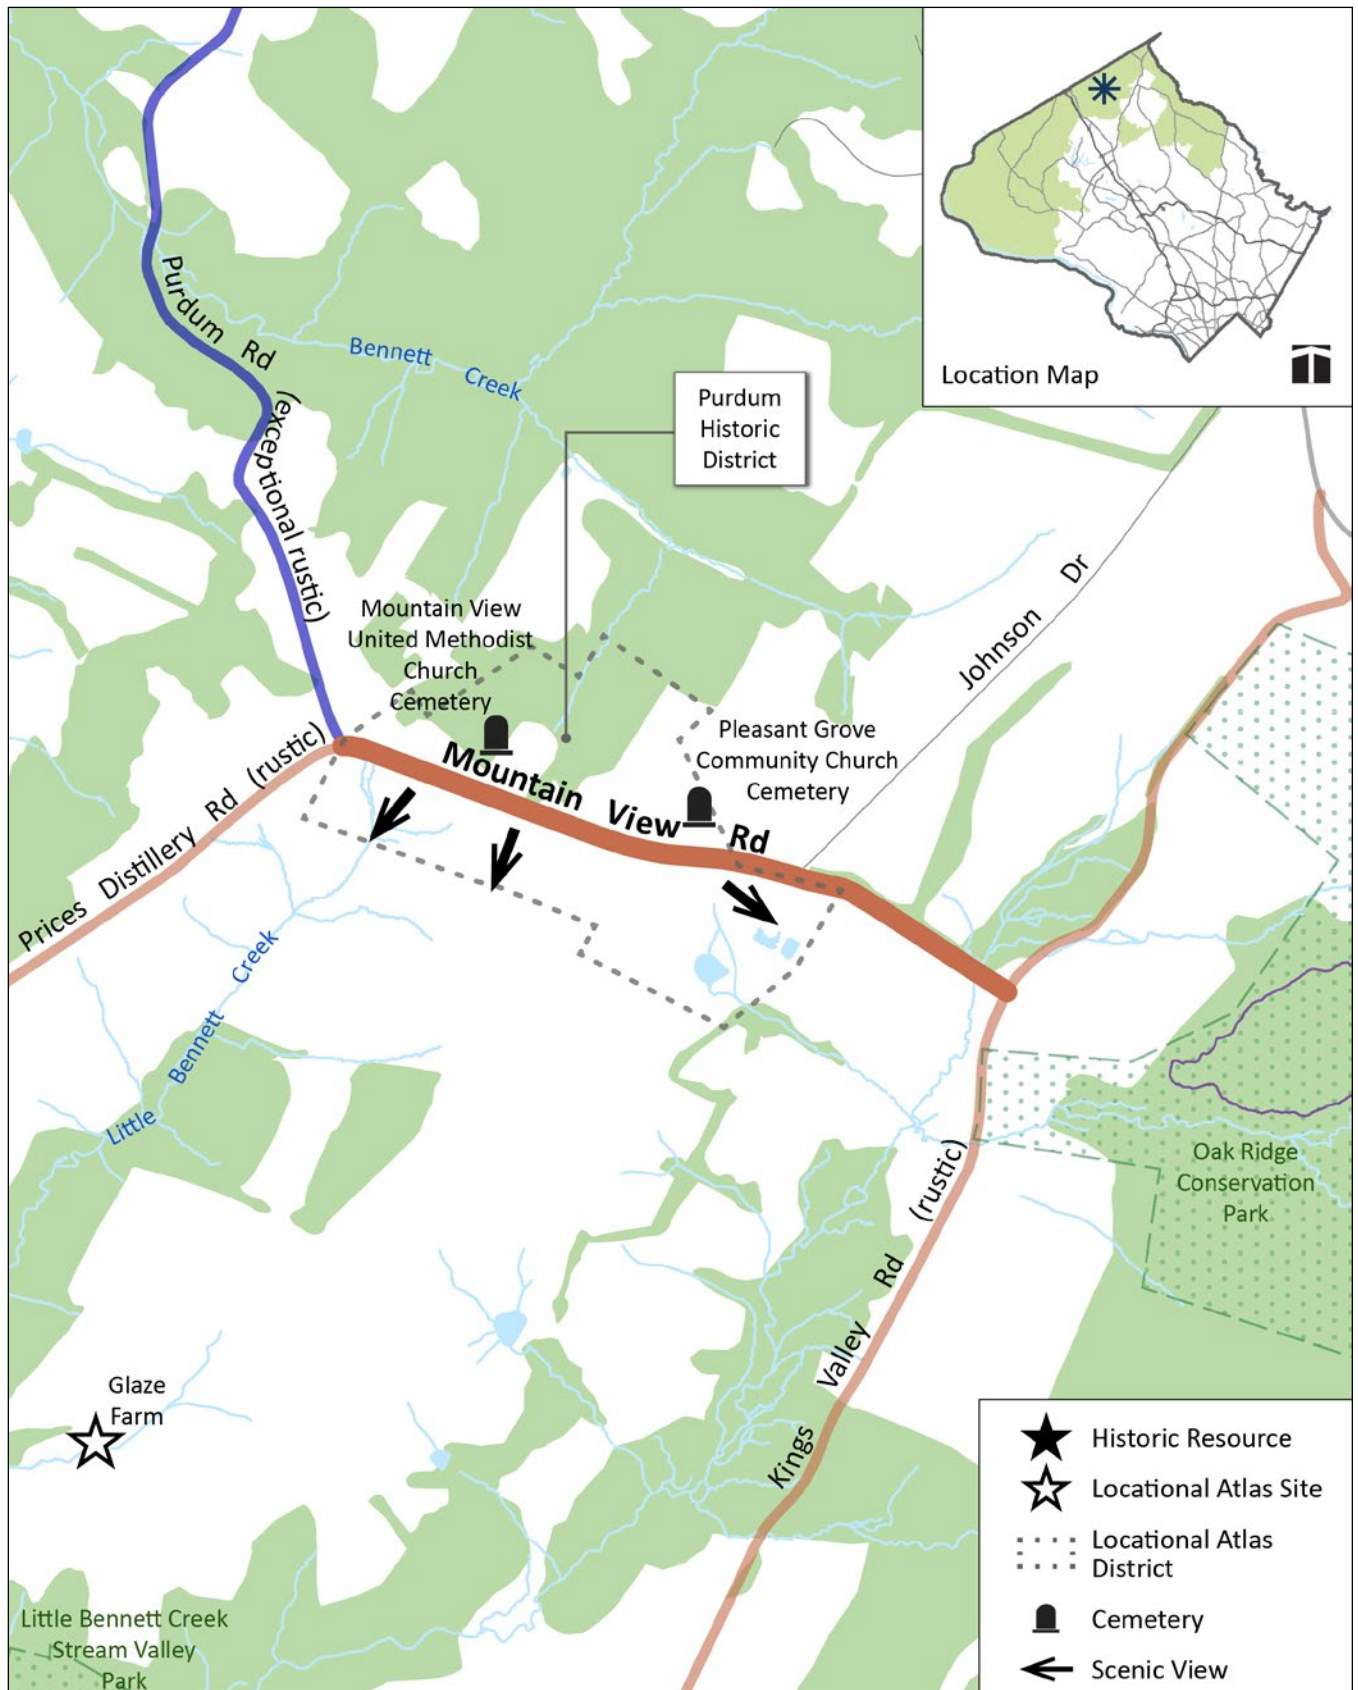 Location Map
Purdum Rd (exceptional rustic)
Bennett Creek
Purdum
Historic
District
Johnson Dr
Mountain View
United Methodist
Church
Cemetery
Pleasant Grove
Community Church
Cemetery
Mountain View Rd
Prices Distillery Rd (rustic)
Little Bennett Creek
Kings Valley Rd (rustic)
Oak Ridge
Conservation
Park
Glaze
Farm
Little Bennett Creek
Stream Valley
Park
Historic Resource
Locational Atlas Site
Locational Atlas
District
Cemetery
Scenic View